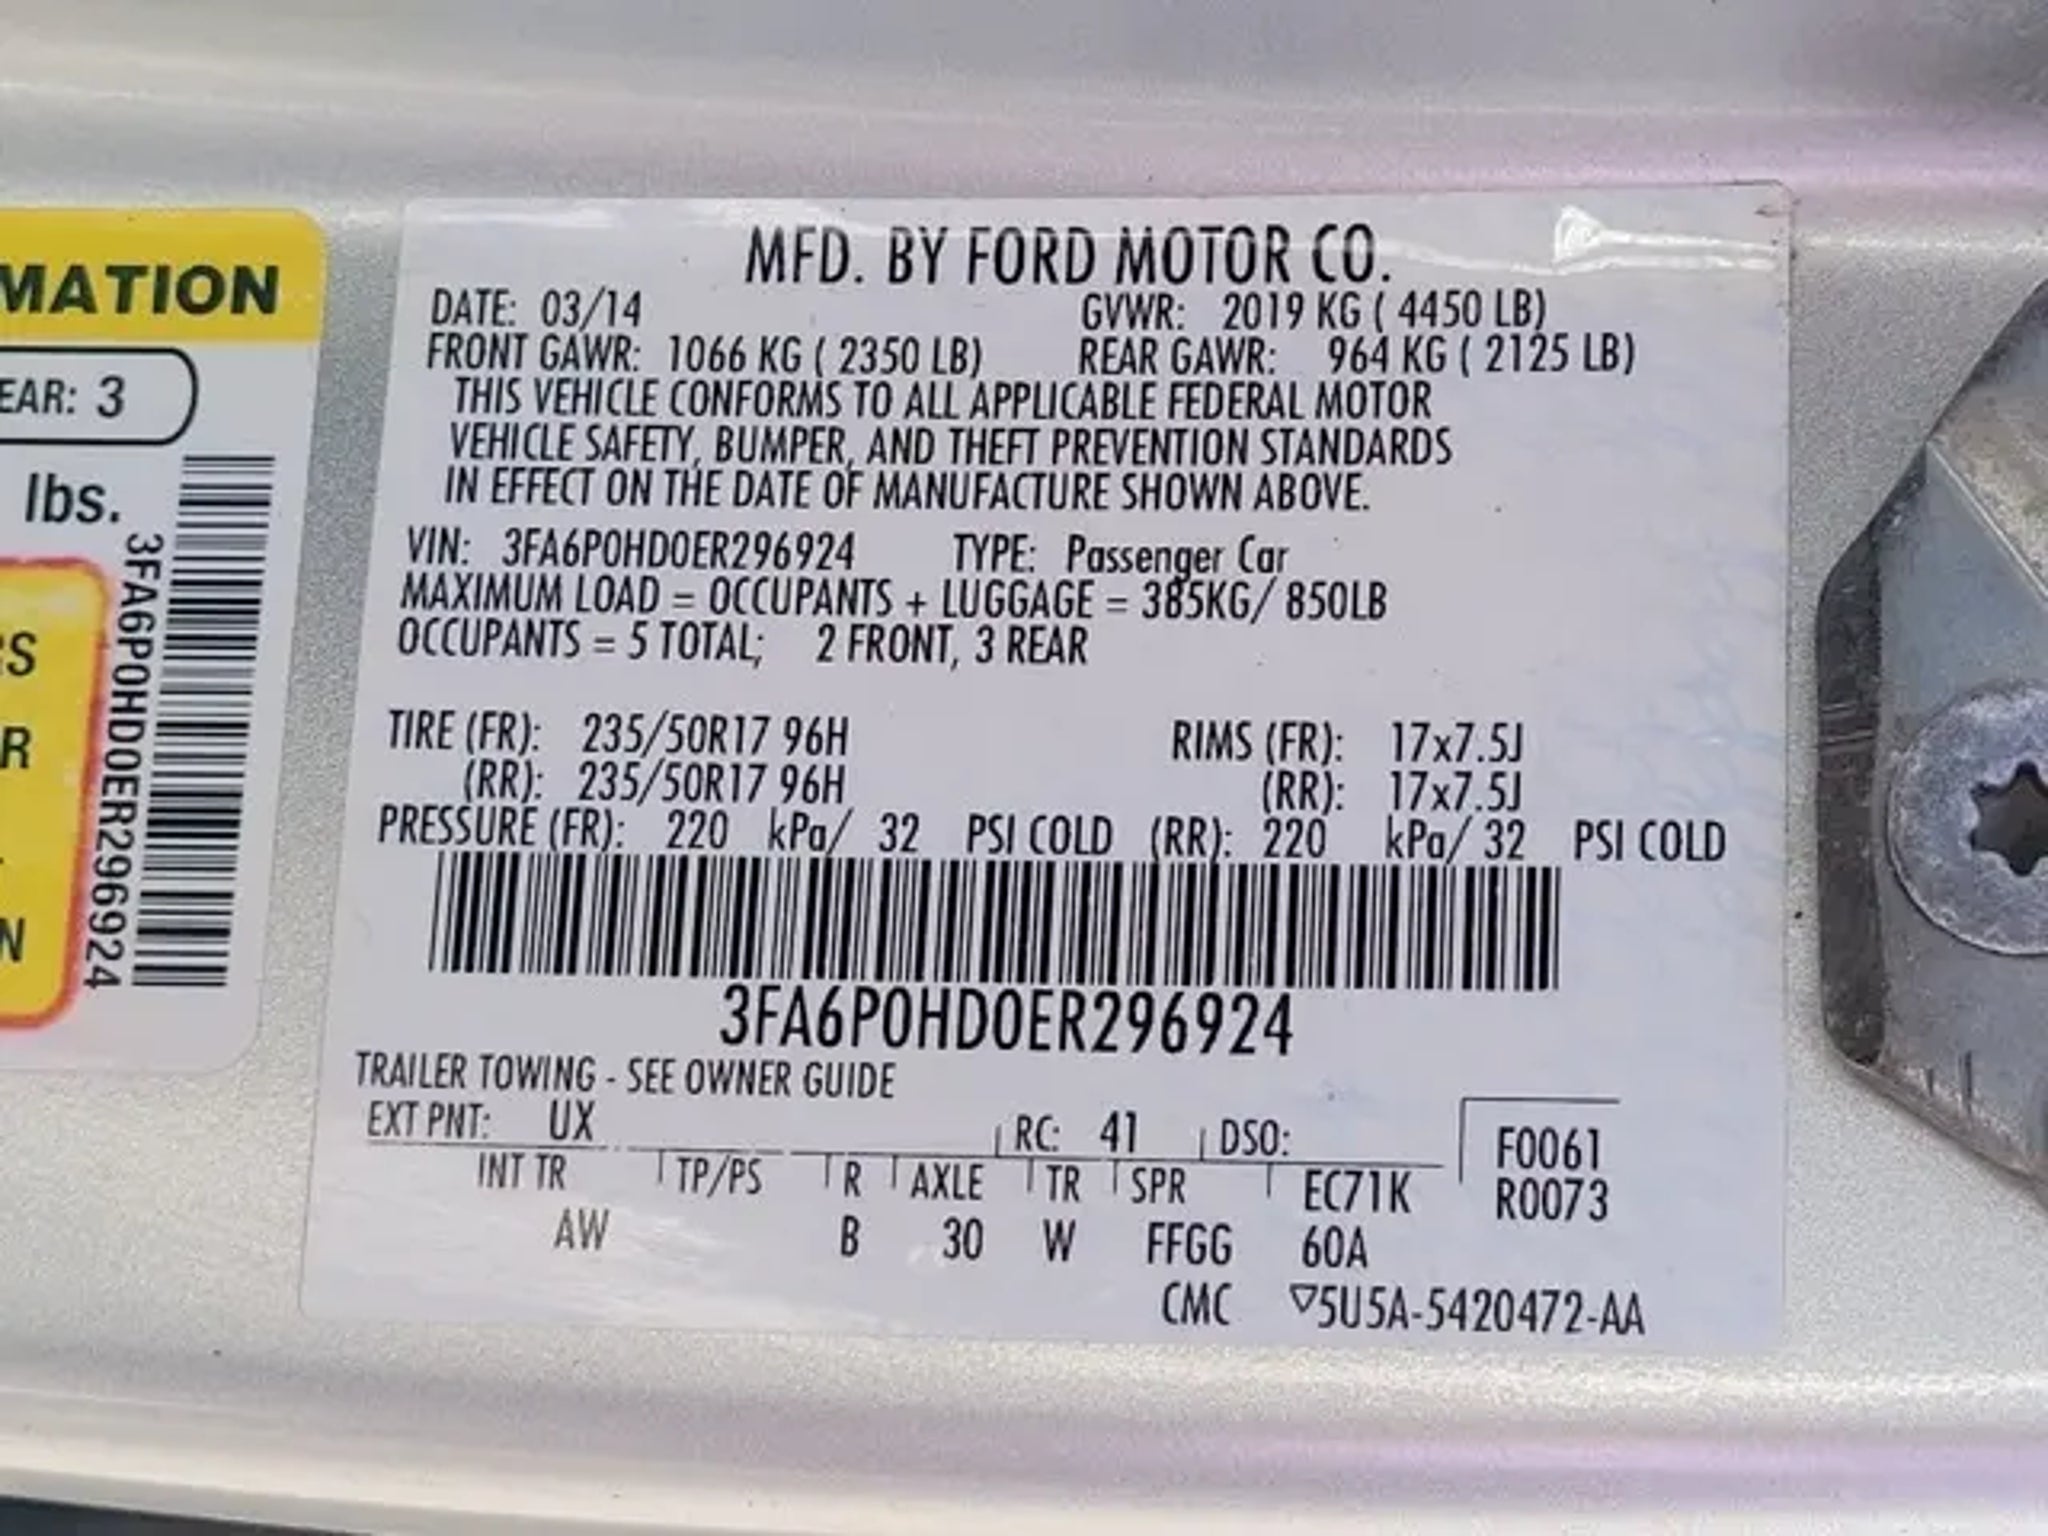 MATION
EAR: 3
lbs.
R
N
3FA6P0HD0ER296924
MFD. BY FORD MOTOR CO.
DATE: 03/14 GVWR: 2019 KG ( 4450 LB)
FRONT GAWR: 1066 KG ( 2350 LB) REAR GAWR: 964 KG ( 2125 LB)
THIS VEHICLE CONFORMS TO ALL APPLICABLE FEDERAL MOTOR
VEHICLE SAFETY, BUMPER, AND THEFT PREVENTION STANDARDS
IN EFFECT ON THE DATE OF MANUFACTURE SHOWN ABOVE.
VIN: 3FA6P0HD0ER296924 TYPE: Passenger Car
MAXIMUM LOAD = OCCUPANTS + LUGGAGE = 385KG/ 850LB
OCCUPANTS = 5 TOTAL; 2 FRONT, 3 REAR
TIRE (FR): 235/50R17 96H RIMS (FR): 17x7.5J
(RR): 235/50R17 96H (RR): 17x7.5J
PRESSURE (FR): 220 kPa/ 32 PSI COLD (RR): 220 kPa/ 32 PSI COLD
3FA6P0HD0ER296924
TRAILER TOWING - SEE OWNER GUIDE
EXT PNT: UX RC: 41 DSO: F0061
INT TR TP/PS R AXLE TR SPR EC71K R0073
AW B 30 W FFGG 60A
CMC ▽5U5A-5420472-AA